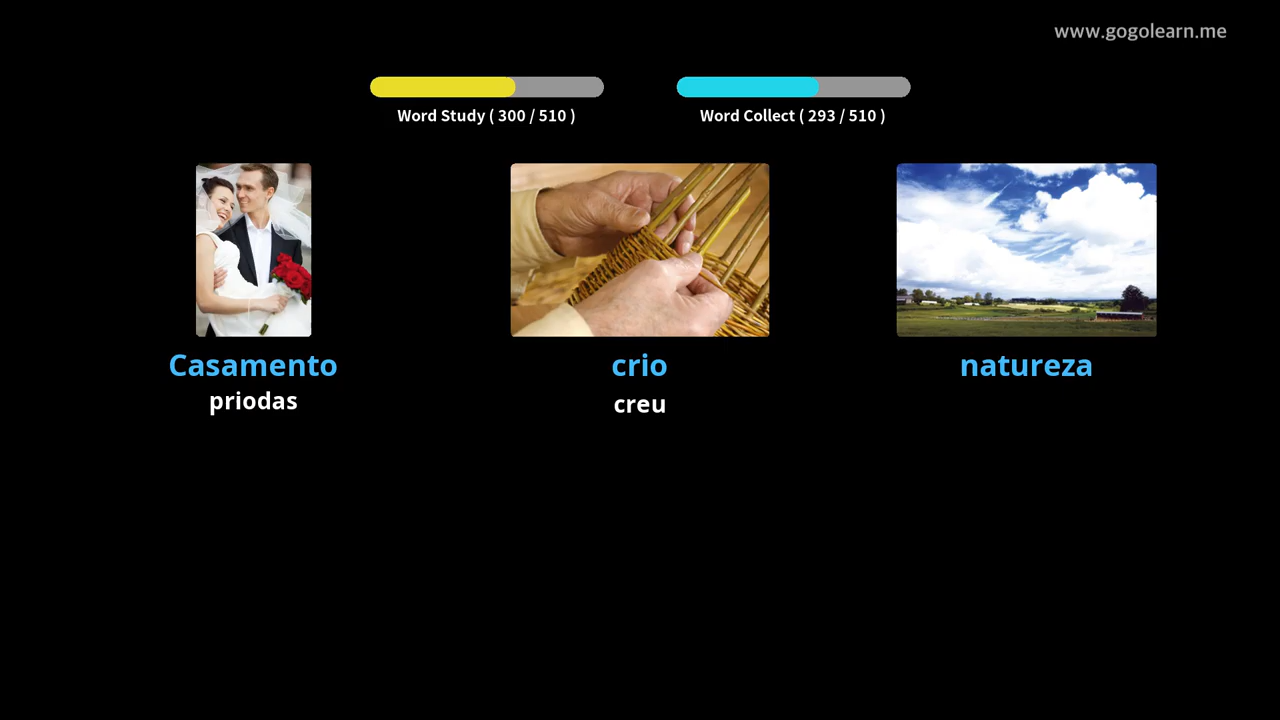 www.gogolearn.me
Word Study ( 300 / 510 )
Word Collect ( 293 / 510 )
Casamento
priodas
crio
creu
natureza